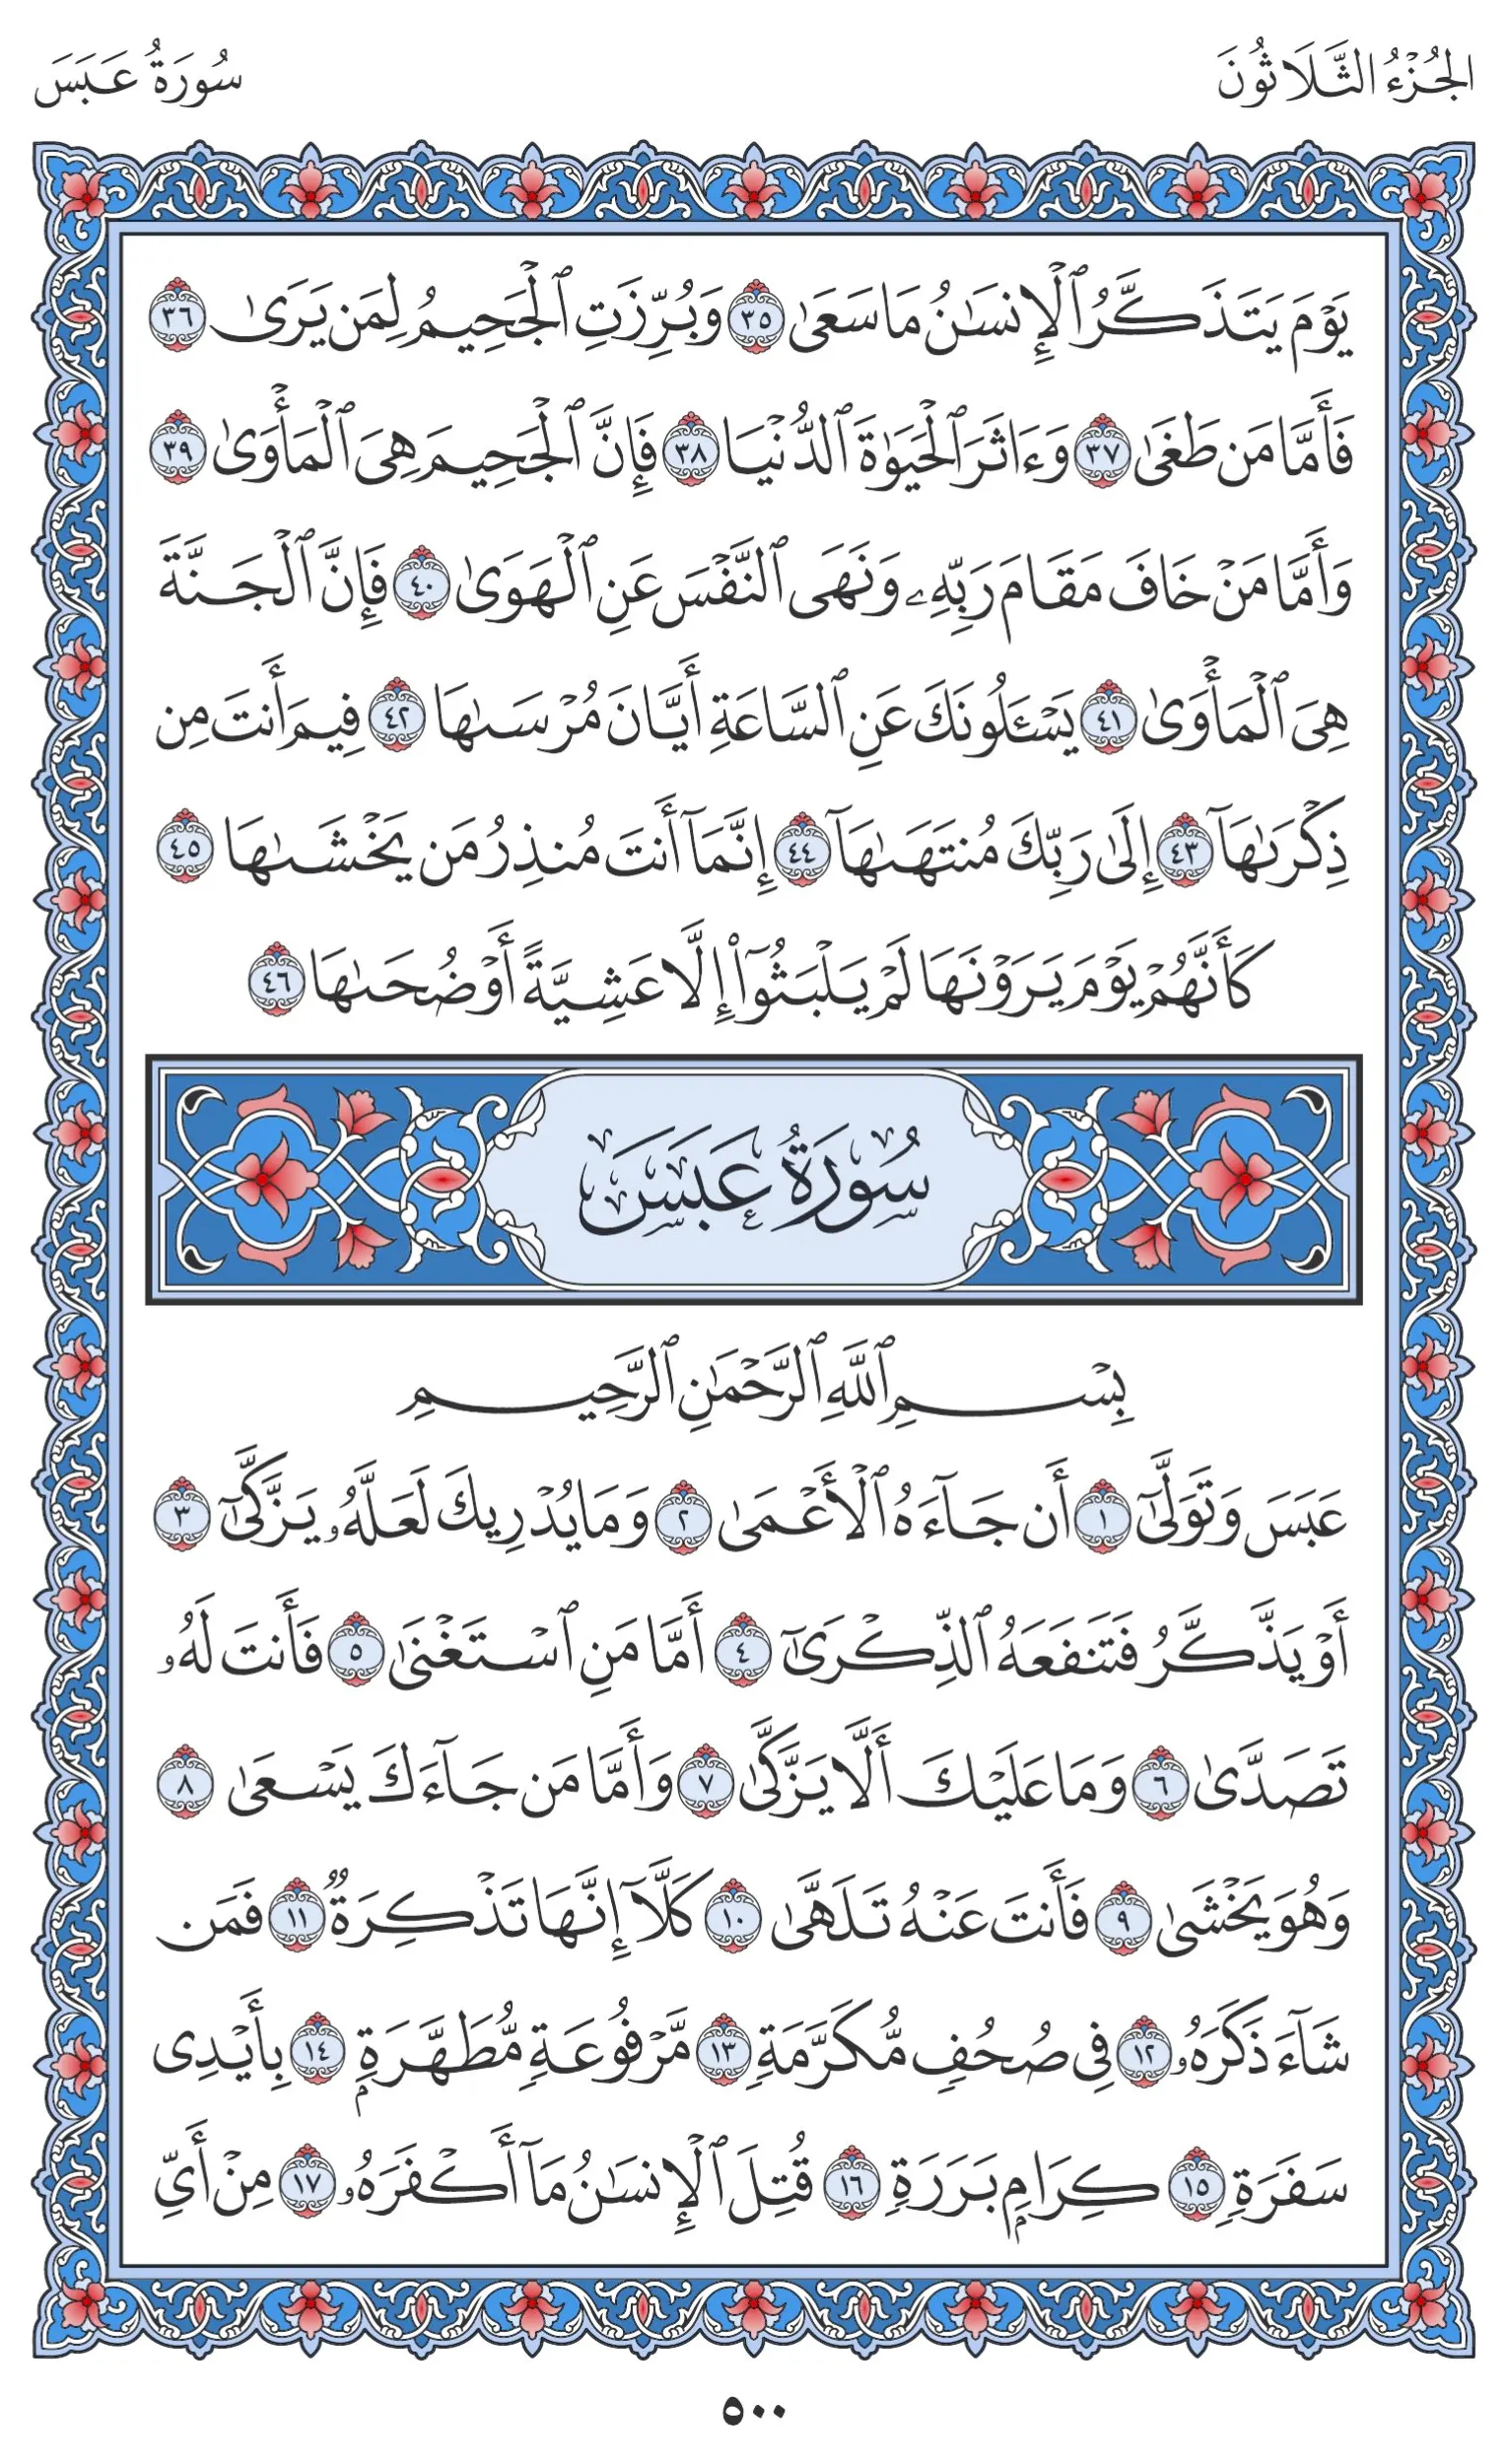 الجُزْءُ الثَّلَاثُونَ
سُورَةُ عَبَسَ
يَوْمَ يَتَذَكَّرُ ٱلْإِنسَٰنُ مَا سَعَىٰ ٣٥ وَبُرِّزَتِ ٱلْجَحِيمُ لِمَن يَرَىٰ ٣٦
فَأَمَّا مَن طَغَىٰ ٣٧ وَءَاثَرَ ٱلْحَيَوٰةَ ٱلدُّنْيَا ٣٨ فَإِنَّ ٱلْجَحِيمَ هِىَ ٱلْمَأْوَىٰ ٣٩
وَأَمَّا مَنْ خَافَ مَقَامَ رَبِّهِۦ وَنَهَى ٱلنَّفْسَ عَنِ ٱلْهَوَىٰ ٤٠ فَإِنَّ ٱلْجَنَّةَ
هِىَ ٱلْمَأْوَىٰ ٤١ يَسْـَٔلُونَكَ عَنِ ٱلسَّاعَةِ أَيَّانَ مُرْسَىٰهَا ٤٢ فِيمَ أَنتَ مِن
ذِكْرَىٰهَآ ٤٣ إِلَىٰ رَبِّكَ مُنتَهَىٰهَآ ٤٤ إِنَّمَآ أَنتَ مُنذِرُ مَن يَخْشَىٰهَا ٤٥
كَأَنَّهُمْ يَوْمَ يَرَوْنَهَا لَمْ يَلْبَثُوٓا۟ إِلَّا عَشِيَّةً أَوْ ضُحَىٰهَا ٤٦
سُورَةُ عَبَسَ
بِسْمِ ٱللَّهِ ٱلرَّحْمَٰنِ ٱلرَّحِيمِ
عَبَسَ وَتَوَلَّىٰٓ ١ أَن جَآءَهُ ٱلْأَعْمَىٰ ٢ وَمَا يُدْرِيكَ لَعَلَّهُۥ يَزَّكَّىٰٓ ٣
أَوْ يَذَّكَّرُ فَتَنفَعَهُ ٱلذِّكْرَىٰٓ ٤ أَمَّا مَنِ ٱسْتَغْنَىٰ ٥ فَأَنتَ لَهُۥ
تَصَدَّىٰ ٦ وَمَا عَلَيْكَ أَلَّا يَزَّكَّىٰ ٧ وَأَمَّا مَن جَآءَكَ يَسْعَىٰ ٨
وَهُوَ يَخْشَىٰ ٩ فَأَنتَ عَنْهُ تَلَهَّىٰ ١٠ كَلَّآ إِنَّهَا تَذْكِرَةٌ ١١ فَمَن
شَآءَ ذَكَرَهُۥ ١٢ فِى صُحُفٍ مُّكَرَّمَةٍ ١٣ مَّرْفُوعَةٍ مُّطَهَّرَةٍۭ ١٤ بِأَيْدِى
سَفَرَةٍ ١٥ كِرَامٍۭ بَرَرَةٍ ١٦ قُتِلَ ٱلْإِنسَٰنُ مَآ أَكْفَرَهُۥ ١٧ مِنْ أَىِّ
٥٠٠